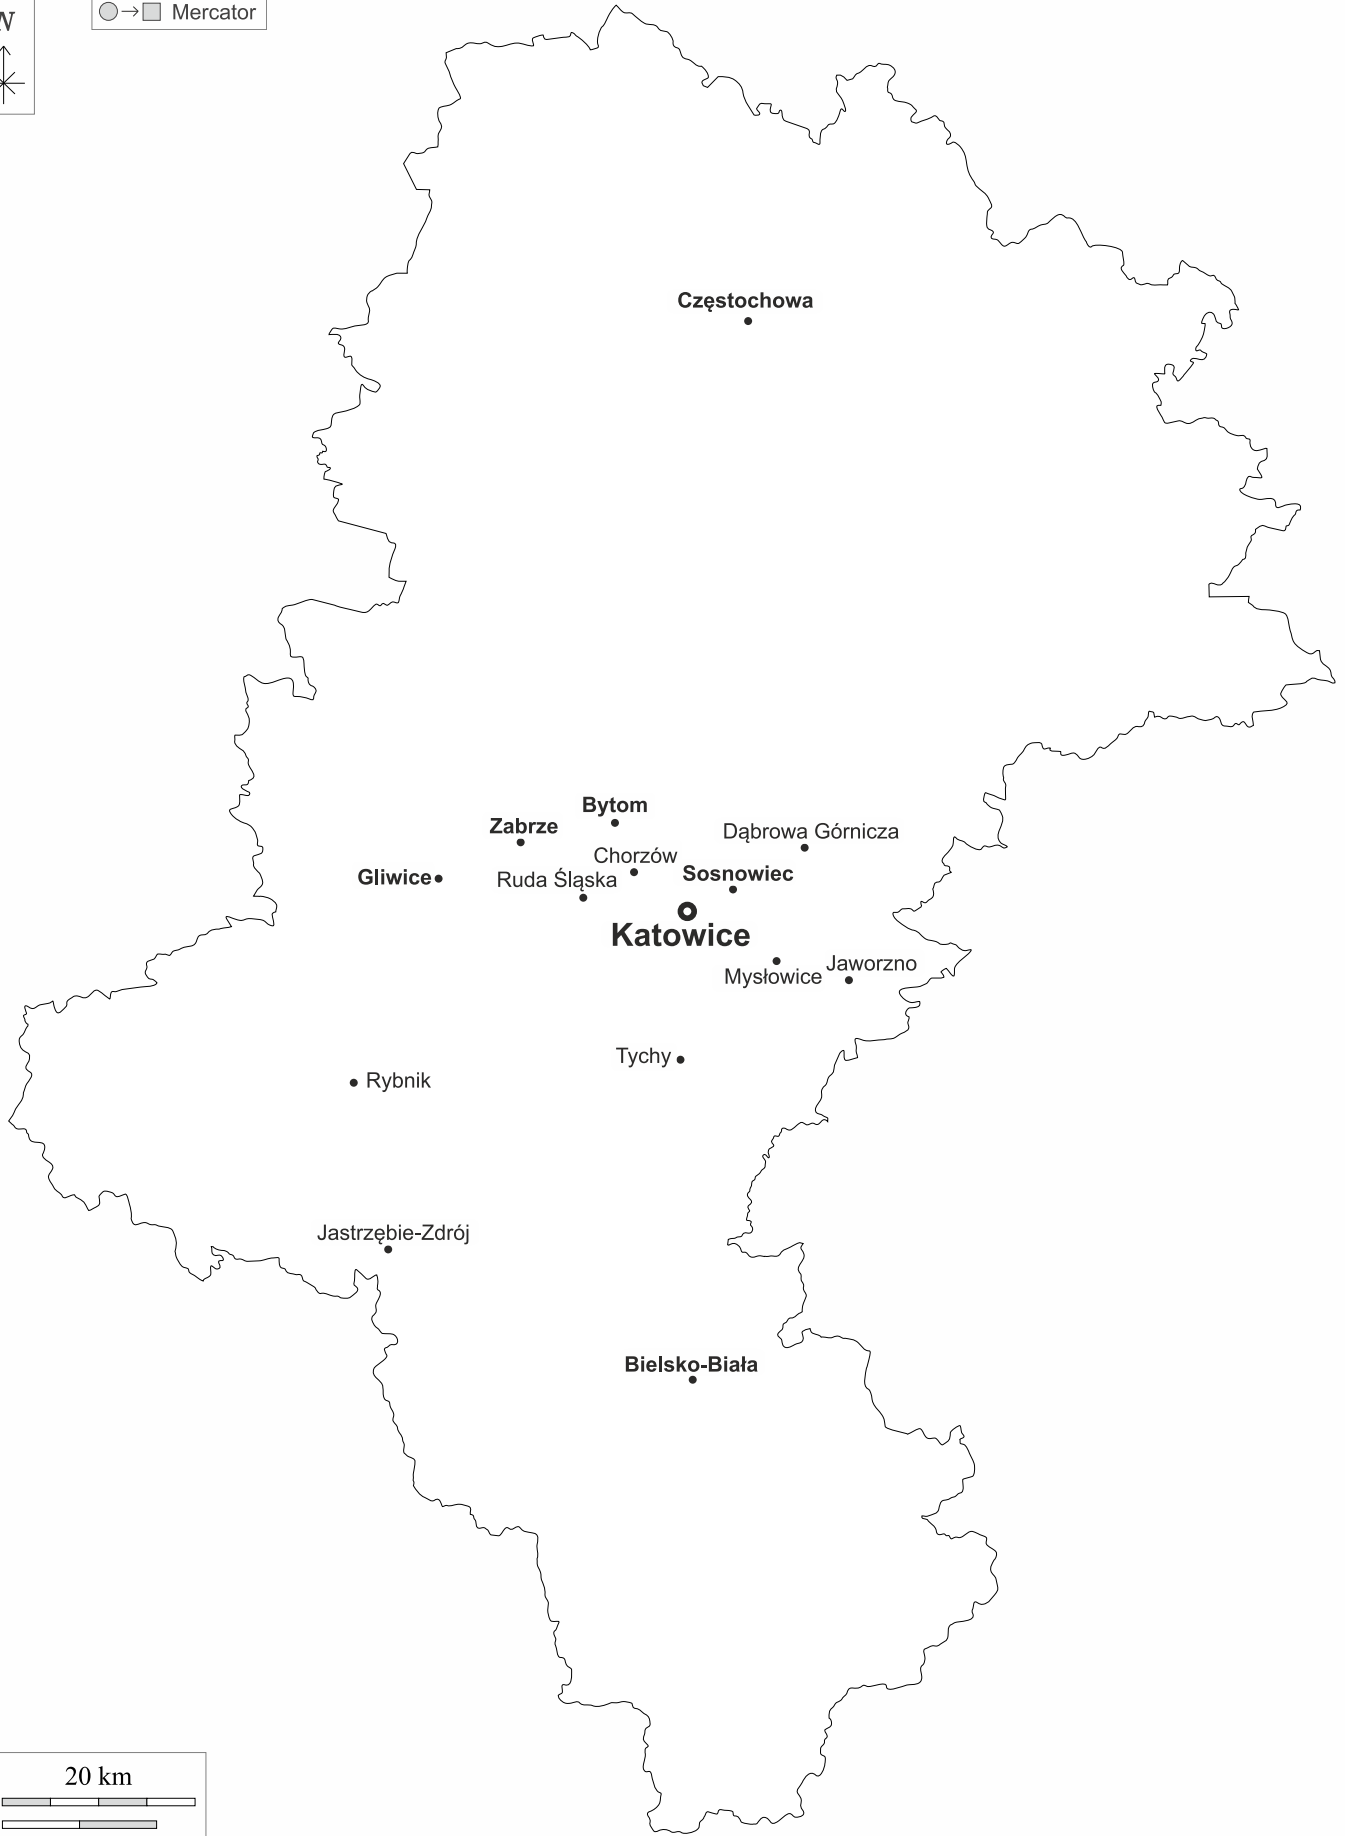 N
Mercator
Częstochowa
Bytom
Zabrze
Dąbrowa Górnicza
Chorzów
Sosnowiec
Gliwice
Ruda Śląska
Katowice
Jaworzno
Mysłowice
Tychy
Rybnik
Jastrzębie-Zdrój
Bielsko-Biała
20 km